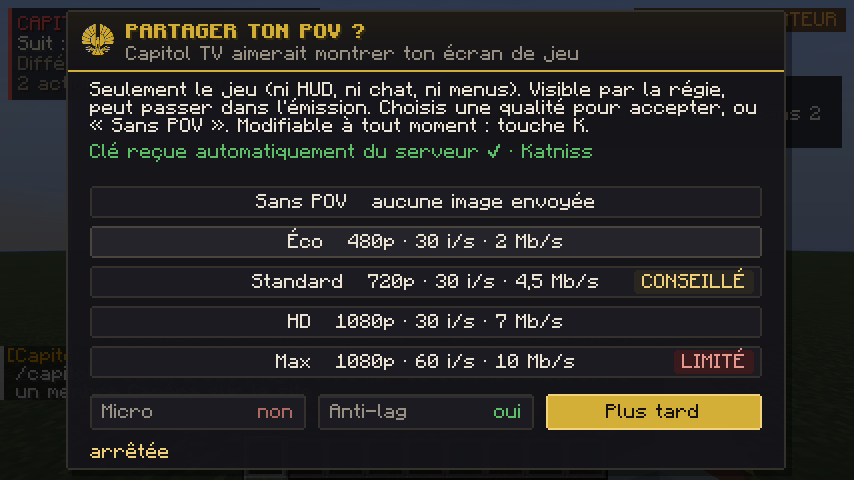 PARTAGER TON POV ?
Capitol TV aimerait montrer ton écran de jeu
Seulement le jeu (ni HUD, ni chat, ni menus). Visible par la régie,
peut passer dans l'émission. Choisis une qualité pour accepter, ou
« Sans POV ». Modifiable à tout moment : touche K.
Clé reçue automatiquement du serveur ✓ · Katniss
Sans POV aucune image envoyée
Éco 480p · 30 i/s · 2 Mb/s
Standard 720p · 30 i/s · 4,5 Mb/s CONSEILLÉ
HD 1080p · 30 i/s · 7 Mb/s
Max 1080p · 60 i/s · 10 Mb/s LIMITÉ
Micro non Anti-lag oui Plus tard
arrêtée
Suit :